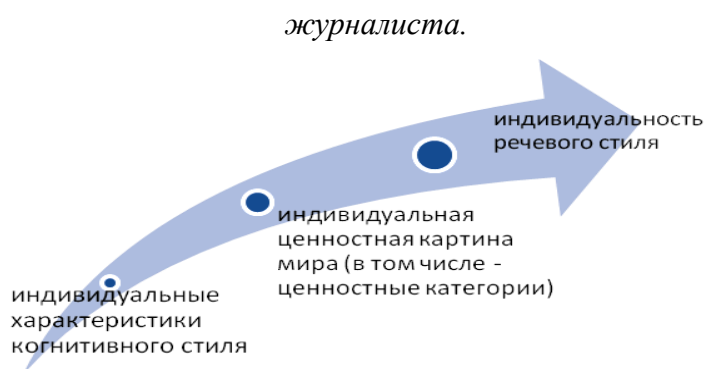 журналиста.
индивидуальность
речевого стиля
индивидуальная
ценностная картина
мира (в том числе -
ценностные категории)
индивидуальные
характеристики
когнитивного стиля